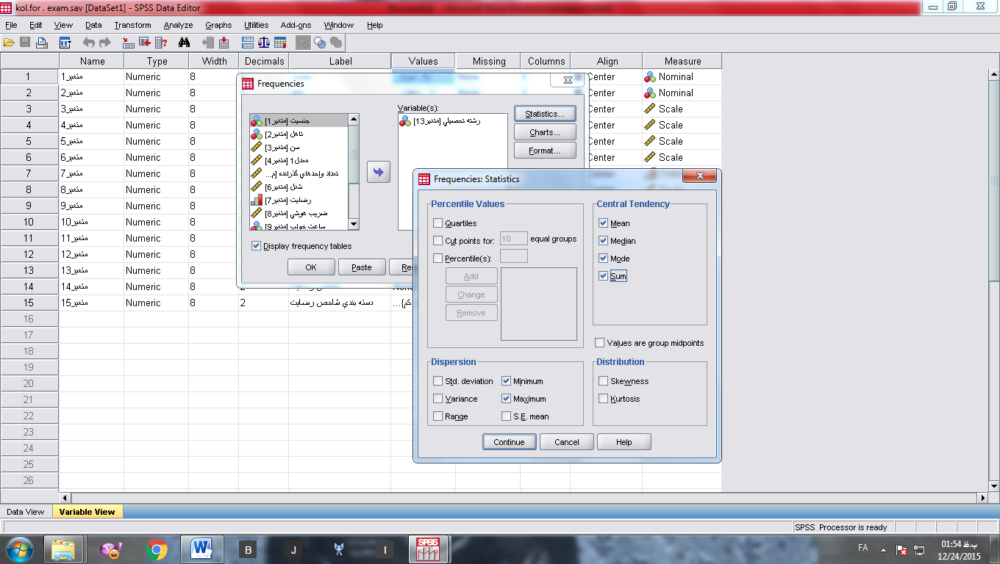 kol.for . exam.sav [DataSet1] - SPSS Data Editor
File Edit View Data Transform Analyze Graphs Utilities Add-ons Window Help
Name Type Width Decimals Label Values Missing Columns Align Measure
1 متغير1 Numeric 8 Center Nominal
2 متغير2 Numeric 8 Center Nominal
3 متغير3 Numeric 8 Center Scale
4 متغير4 Numeric 8 Center Scale
5 متغير5 Numeric 8 Center Scale
6 متغير6 Numeric 8 Center Scale
7 متغير7 Numeric 8
8 متغير8 Numeric 8
9 متغير9 Numeric 8
10 متغير10 Numeric 8
11 متغير11 Numeric 8
12 متغير12 Numeric 8
13 متغير13 Numeric 8
14 متغير14 Numeric 8
15 متغير15 Numeric 8 2 دسته بندي شاخص رضايت ...{كم
16
17
18
19
20
21
22
23
24
25
26
Frequencies
جنسيت [متغير1]
تاهل [متغير2]
سن [متغير3]
معدل1 [متغير4]
تعداد واحدهاي گذرانده [م...
شغل [متغير6]
رضايت [متغير7]
ضريب هوشي [متغير8]
ساعت خواب [متغير9]
Variable(s):
رشته تحصيلي [متغير13]
Statistics...
Charts...
Format...
Display frequency tables
OK Paste Res
Frequencies: Statistics
Percentile Values
Quartiles
Cut points for: 10 equal groups
Percentile(s):
Add
Change
Remove
Central Tendency
Mean
Median
Mode
Sum
Values are group midpoints
Dispersion
Std. deviation Minimum
Variance Maximum
Range S.E. mean
Distribution
Skewness
Kurtosis
Continue Cancel Help
Data View Variable View
SPSS Processor is ready
W B J I SPSS FA
01:54 ب.ظ
12/24/2015